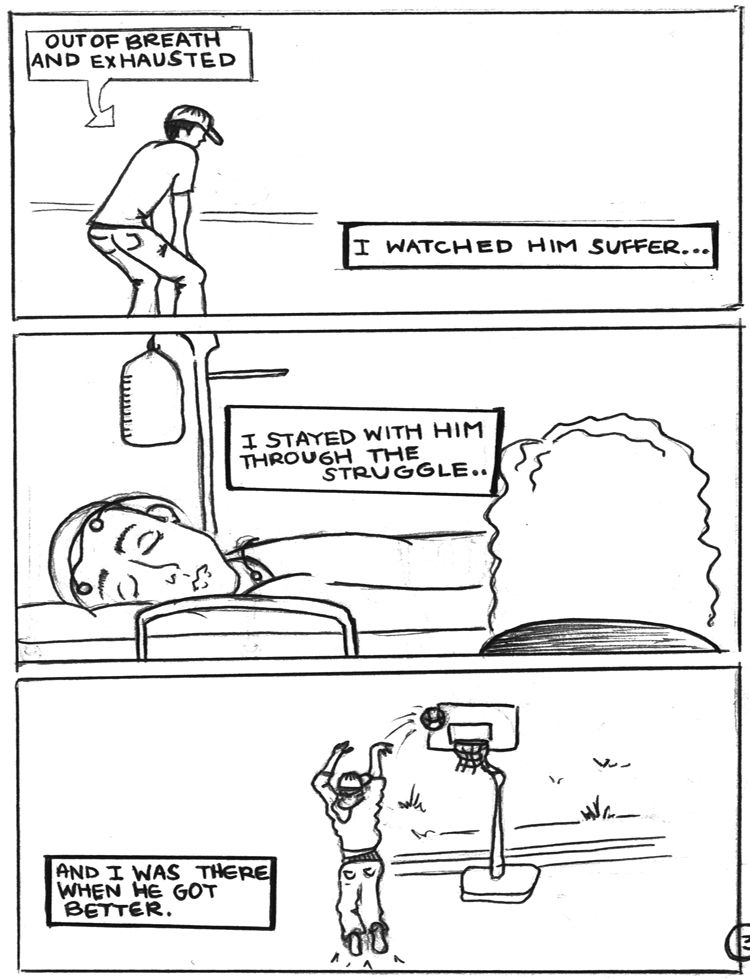 OUT OF BREATH
AND EXHAUSTED
I WATCHED HIM SUFFER...
I STAYED WITH HIM
THROUGH THE
STRUGGLE..
AND I WAS THERE
WHEN HE GOT
BETTER.
3